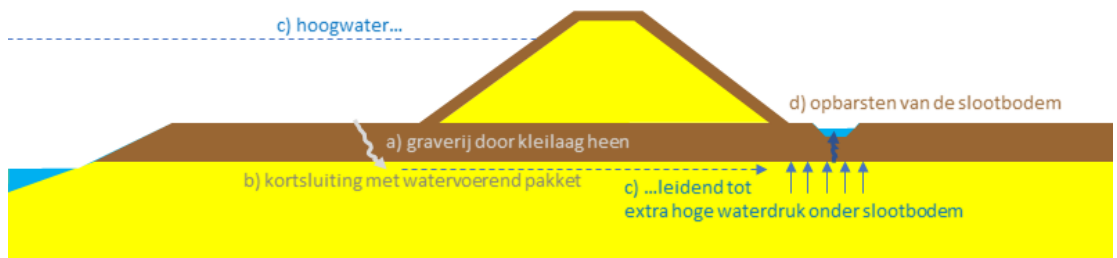 c) hoogwater...
d) opbarsten van de slootbodem
a) graverij door kleilaag heen
b) kortsluiting met watervoerend pakket
c) ...leidend tot
extra hoge waterdruk onder slootbodem